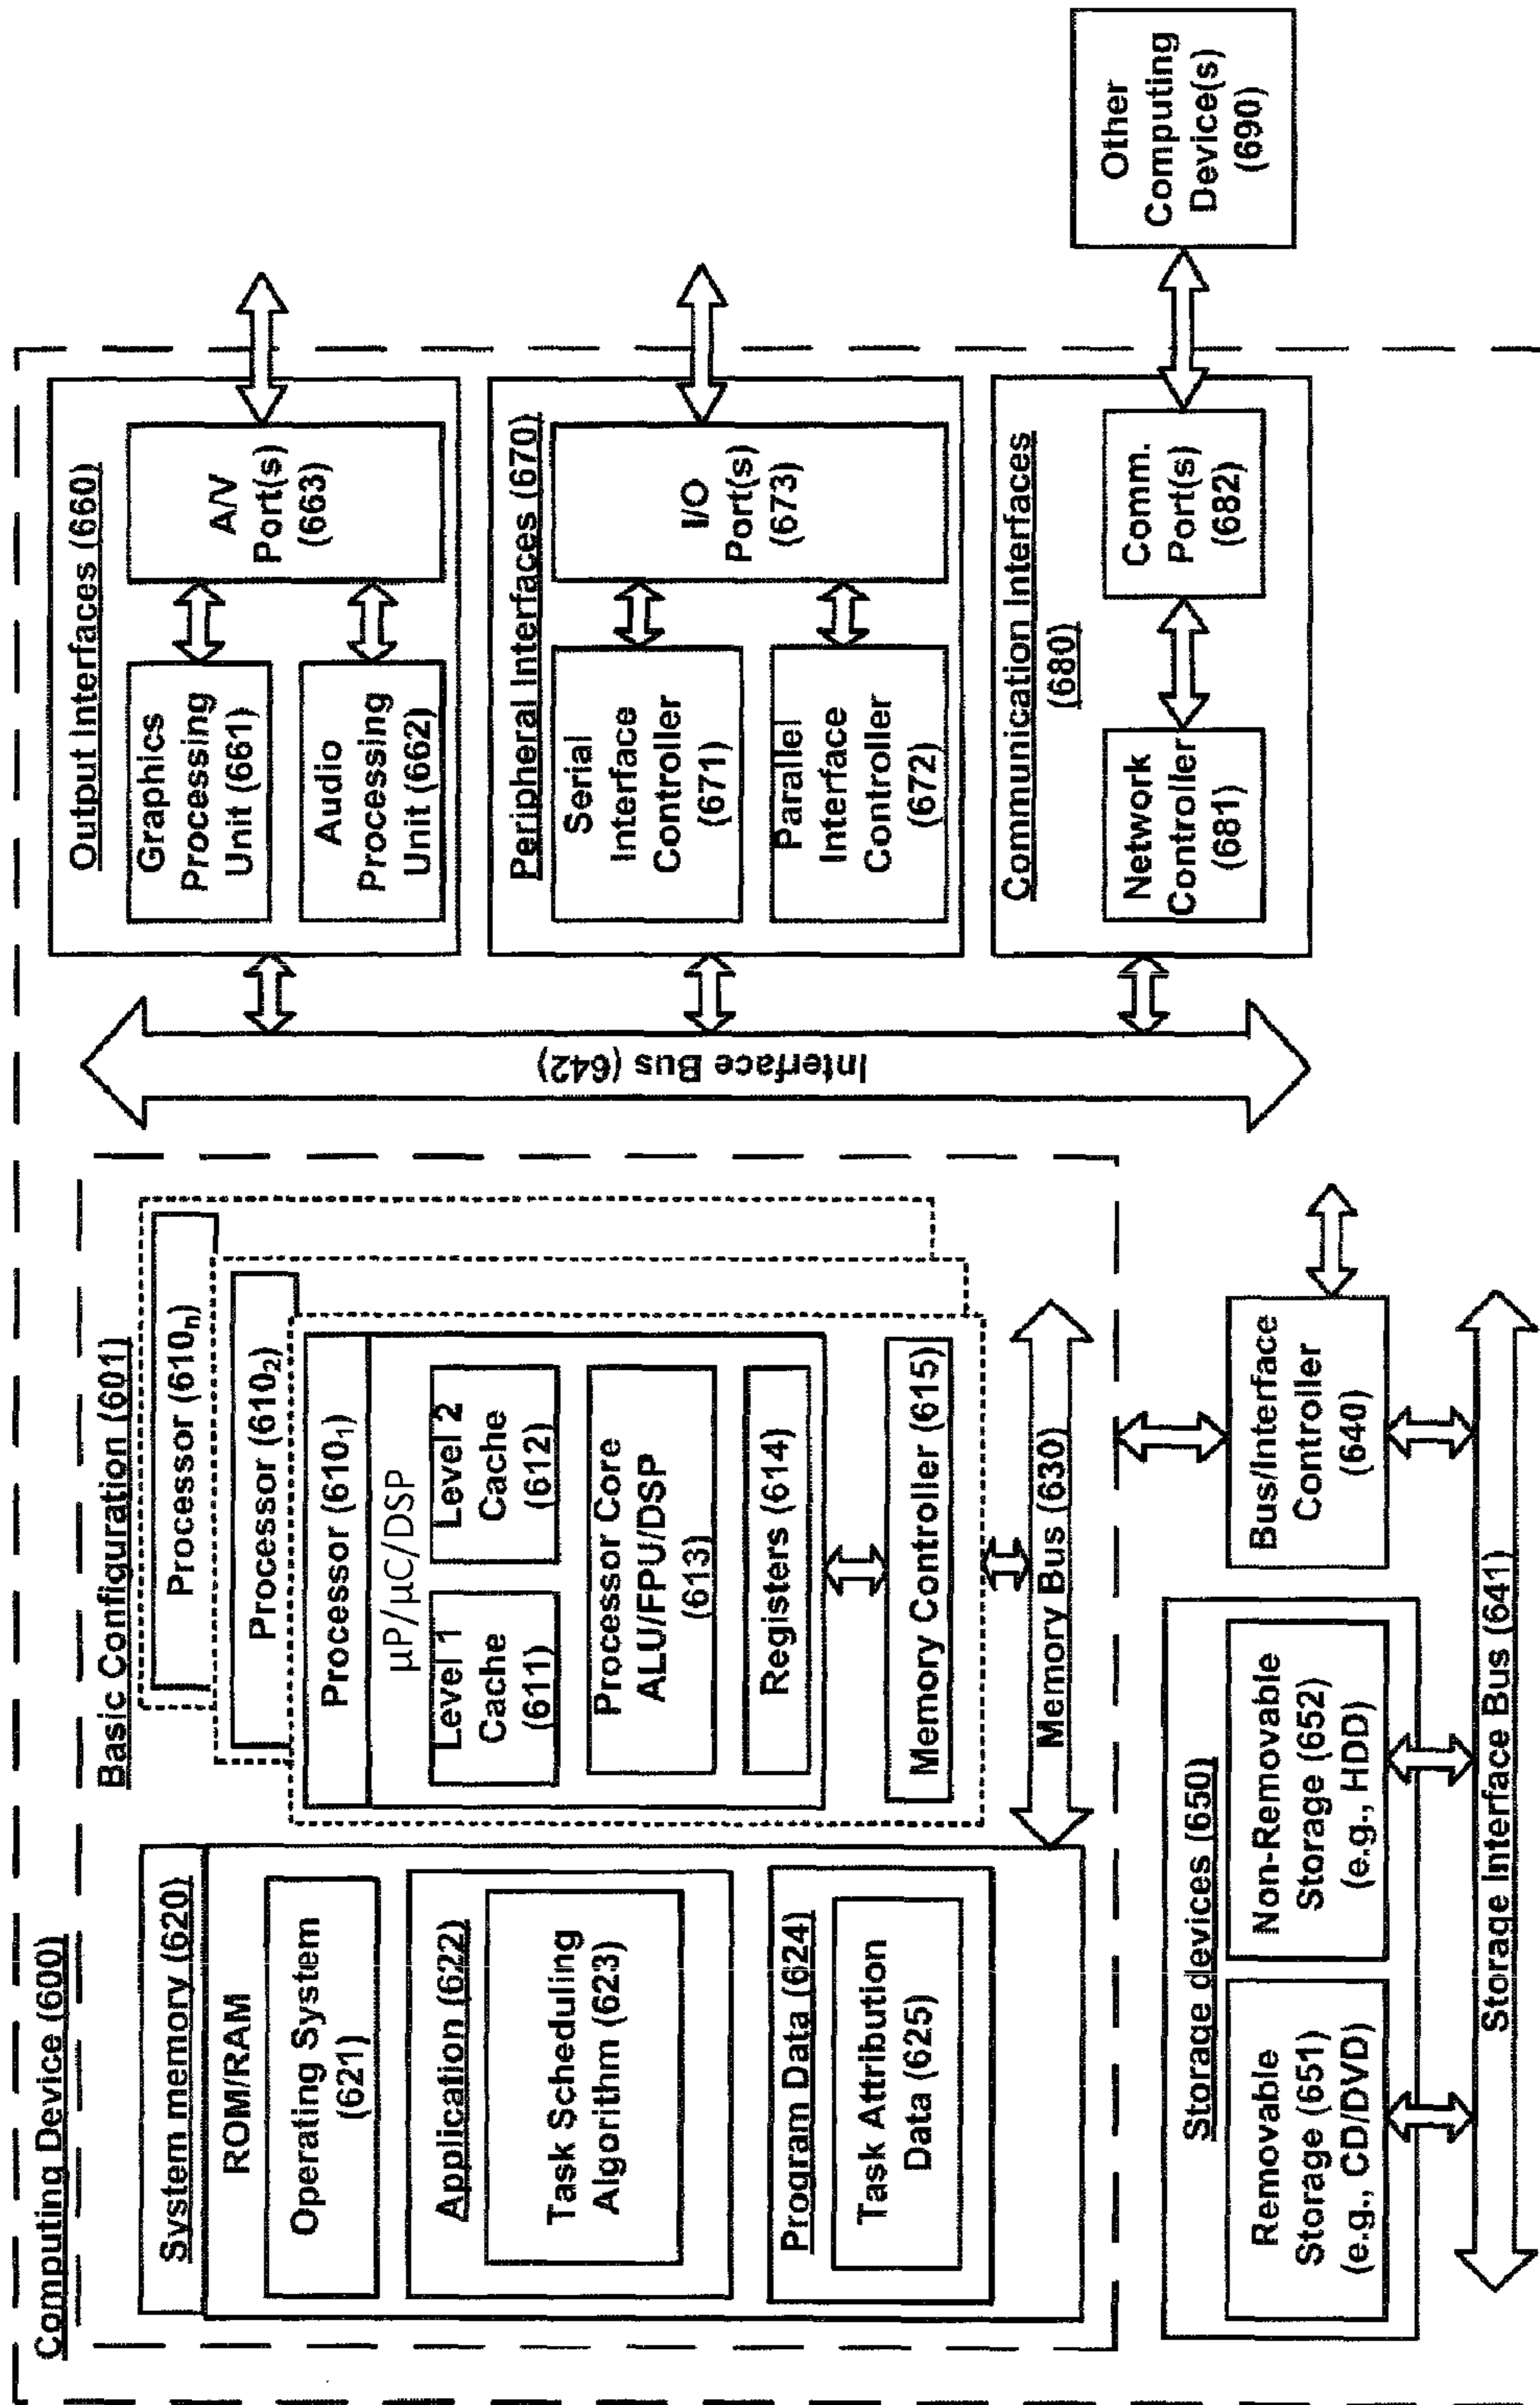 Computing Device (600)
Basic Configuration (601)
System memory (620)
ROM/RAM
Operating System
(621)
Application (622)
Task Scheduling
Algorithm (623)
Program Data (624)
Task Attribution
Data (625)
Processor (610n)
Processor (6102)
Processor (6101)
µP/µC/DSP
Level 1
Cache
(611)
Level 2
Cache
(612)
Processor Core
ALU/FPU/DSP
(613)
Registers (614)
Memory Controller (615)
Memory Bus (630)
Storage devices (650)
Removable
Storage (651)
(e.g., CD/DVD)
Non-Removable
Storage (652)
(e.g., HDD)
Bus/Interface
Controller
(640)
Storage Interface Bus (641)
Interface Bus (642)
Output Interfaces (660)
Graphics
Processing
Unit (661)
Audio
Processing
Unit (662)
A/V
Port(s)
(663)
Peripheral Interfaces (670)
Serial
Interface
Controller
(671)
Parallel
Interface
Controller
(672)
I/O
Port(s)
(673)
Communication Interfaces
(680)
Network
Controller
(681)
Comm.
Port(s)
(682)
Other
Computing
Device(s)
(690)